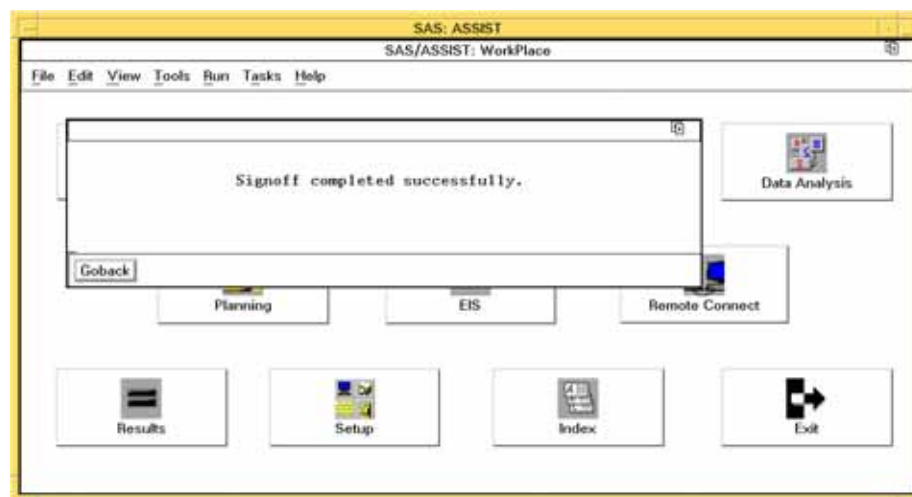 SAS: ASSIST
SAS/ASSIST: WorkPlace
File Edit View Tools Run Tasks Help
Signoff completed successfully.
Data Analysis
Goback
Planning
EIS
Remote Connect
Results
Setup
Index
Exit